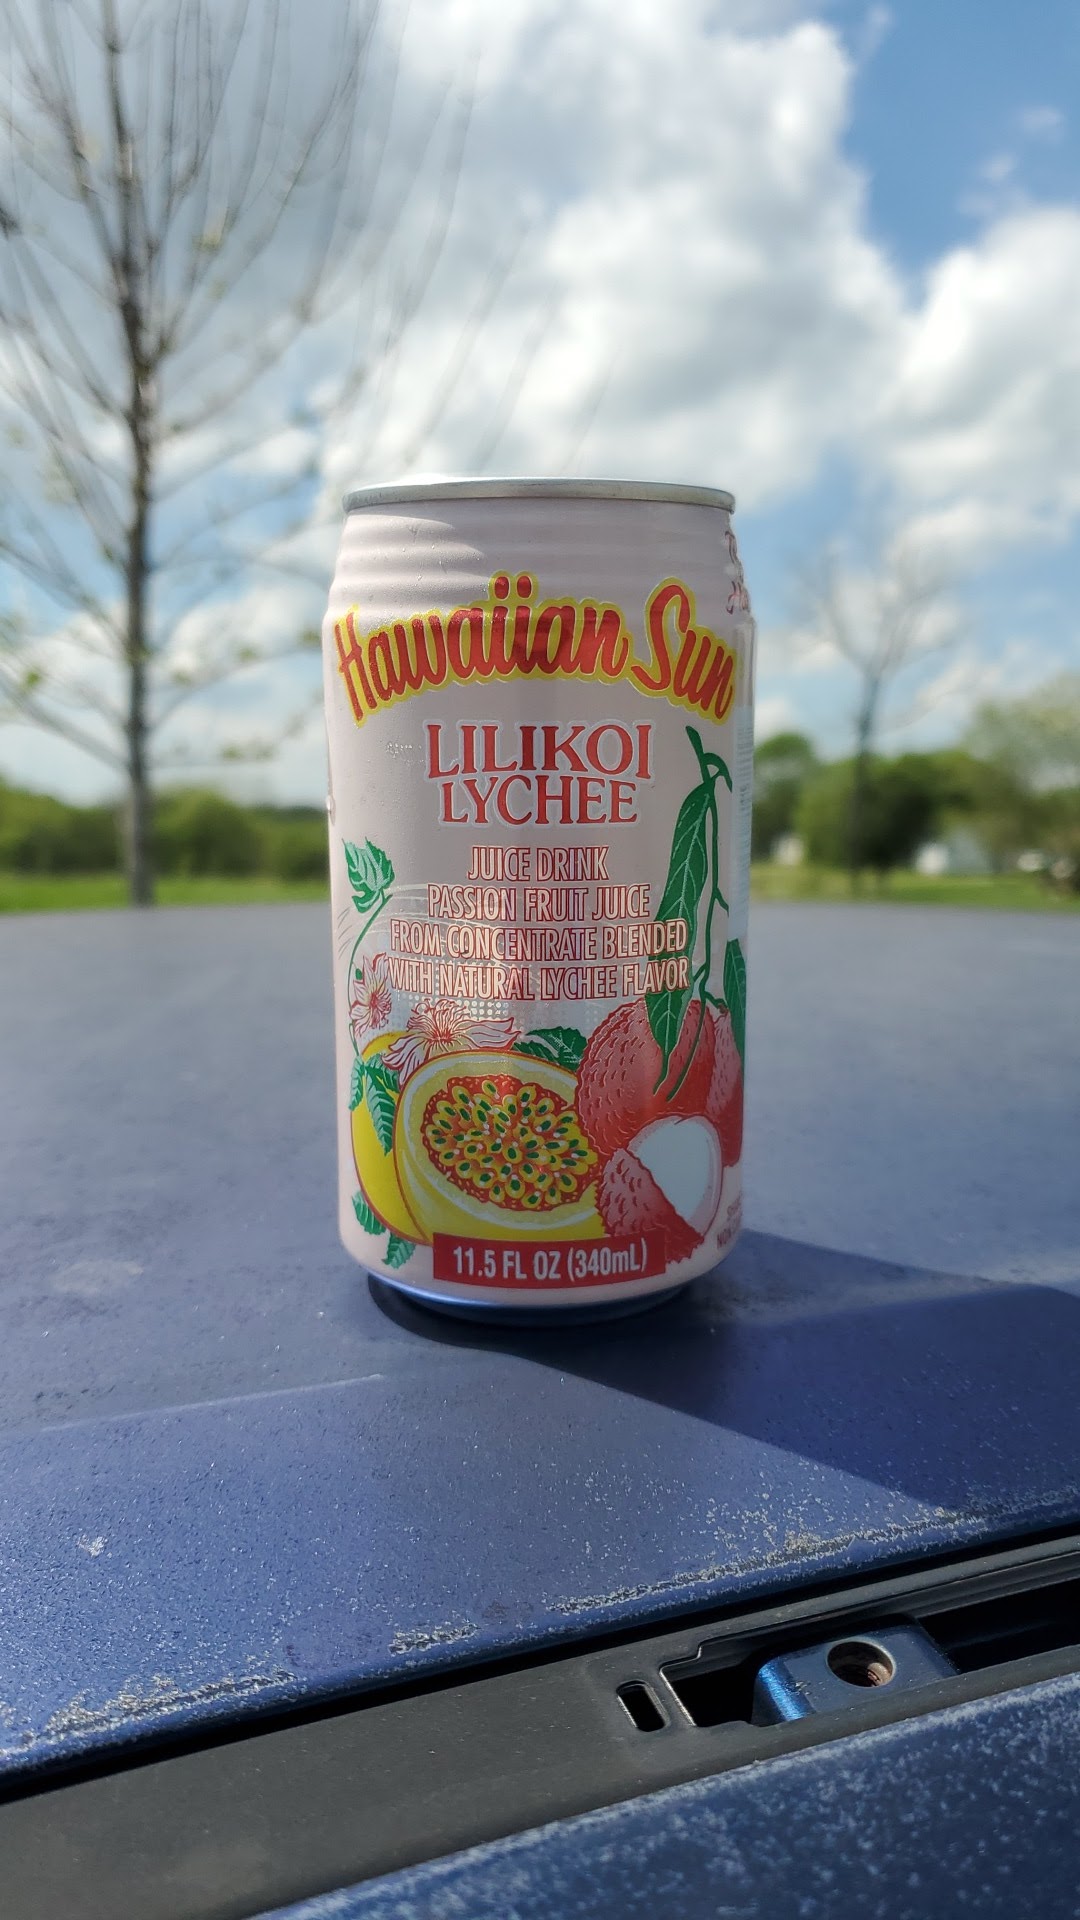 Hawaiian Sun
LILIKOI
LYCHEE
JUICE DRINK
PASSION FRUIT JUICE
FROM CONCENTRATE BLENDED
WITH NATURAL LYCHEE FLAVOR
11.5 FL OZ (340mL)